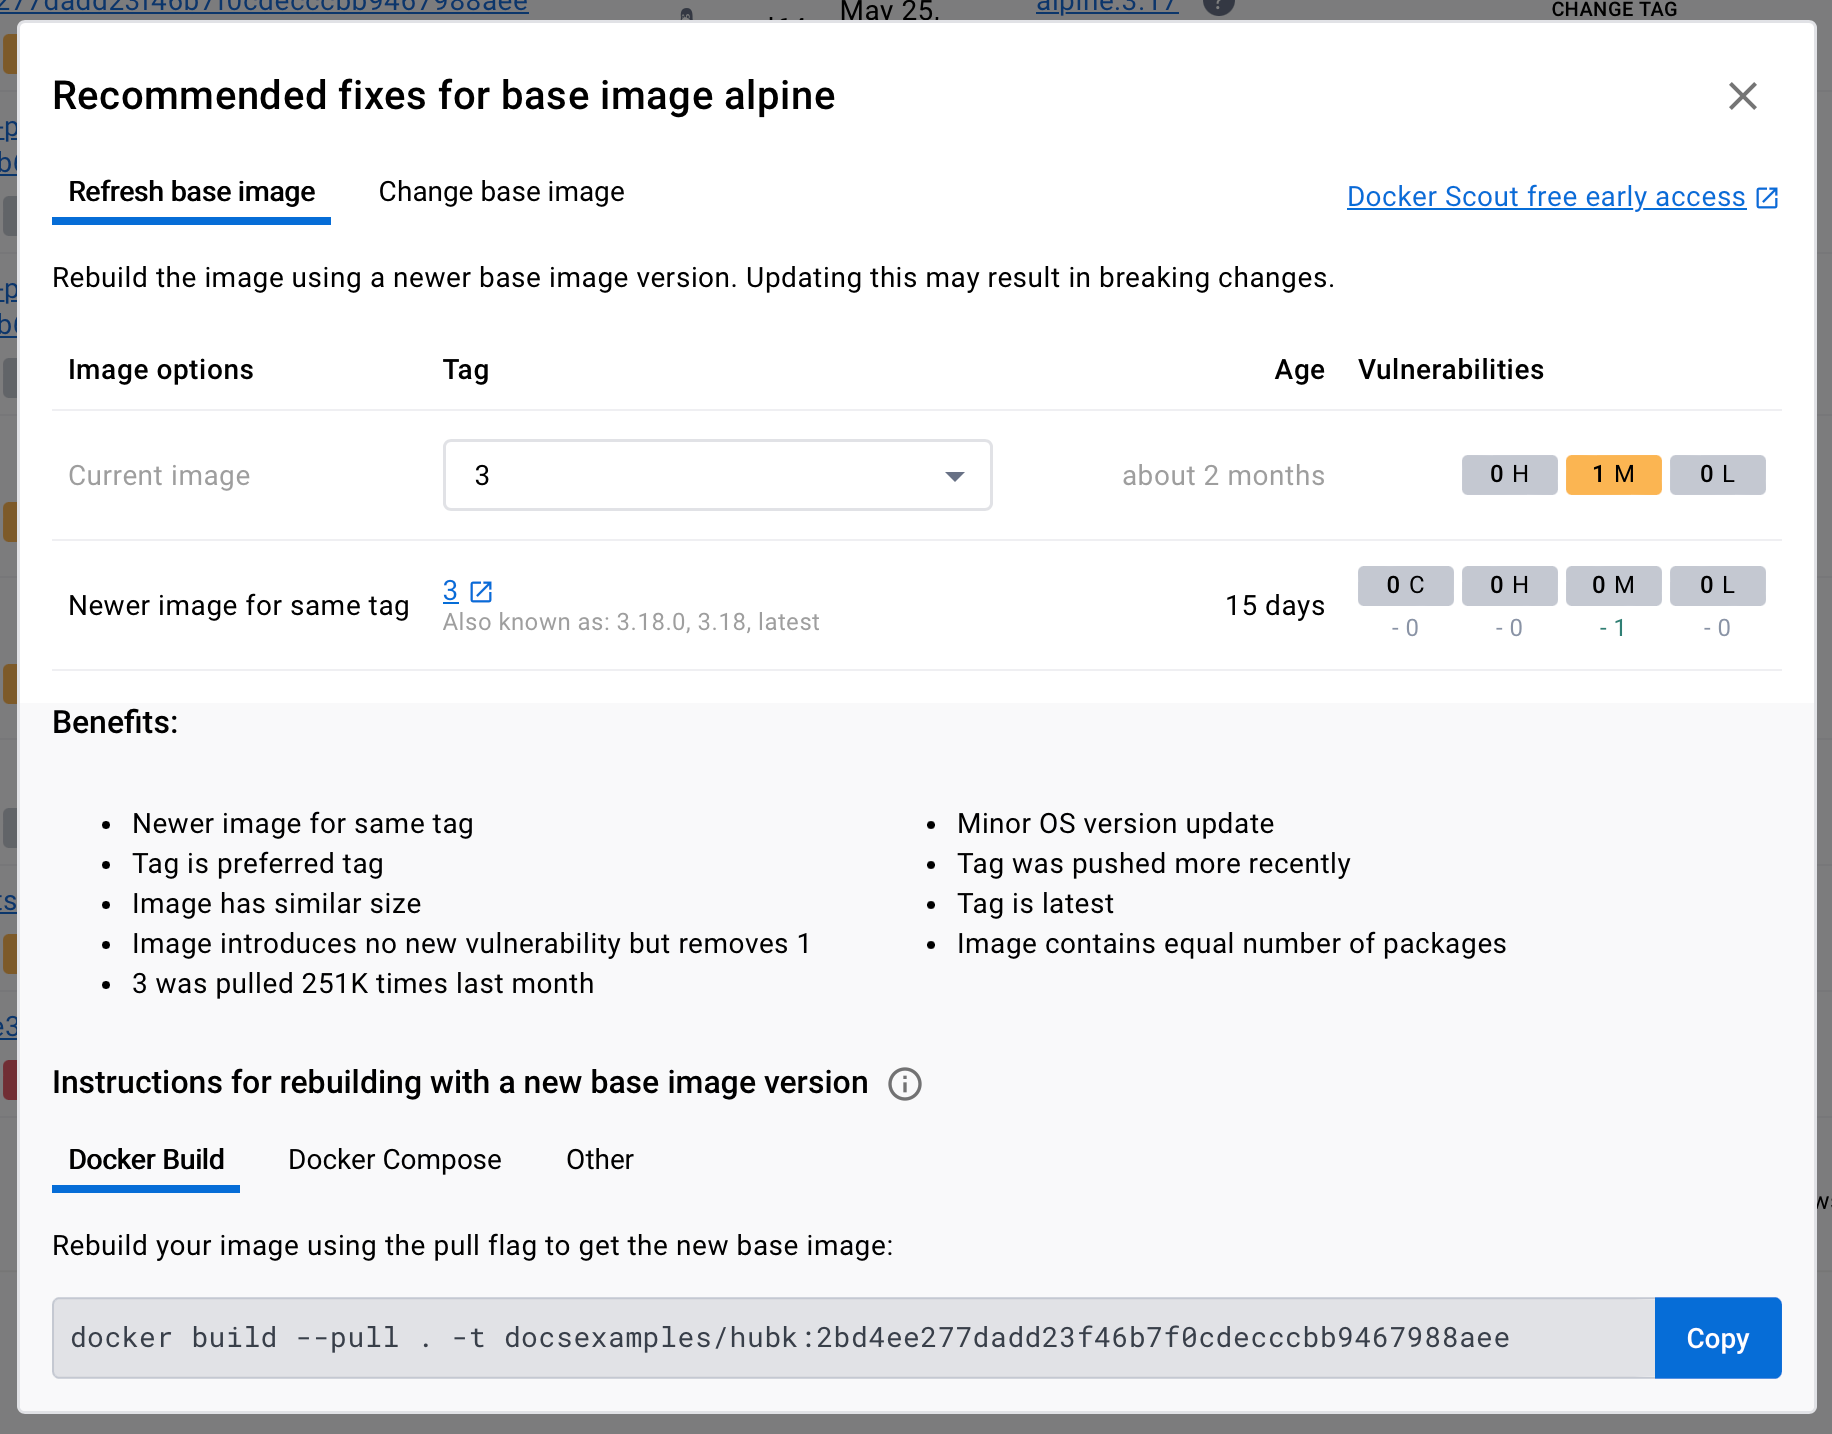 May 25,
alpine:3.17
CHANGE TAG
Recommended fixes for base image alpine
Refresh base image
Change base image
Docker Scout free early access
Rebuild the image using a newer base image version. Updating this may result in breaking changes.
Image options Tag Age Vulnerabilities
Current image 3 about 2 months 0 H 1 M 0 L
Newer image for same tag 3 15 days 0 C 0 H 0 M 0 L
Also known as: 3.18.0, 3.18, latest - 0 - 0 - 1 - 0
Benefits:
Newer image for same tag
Tag is preferred tag
Image has similar size
Image introduces no new vulnerability but removes 1
3 was pulled 251K times last month
Minor OS version update
Tag was pushed more recently
Tag is latest
Image contains equal number of packages
Instructions for rebuilding with a new base image version
Docker Build Docker Compose Other
Rebuild your image using the pull flag to get the new base image:
docker build --pull . -t docsexamples/hubk:2bd4ee277dadd23f46b7f0cdecccbb9467988aee
Copy